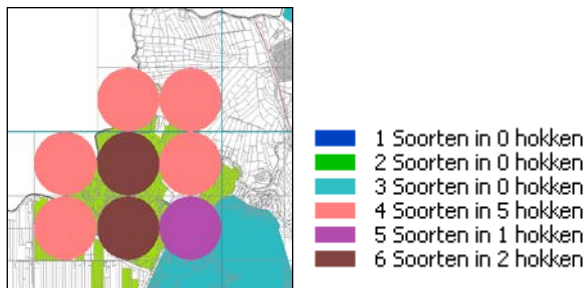 1 Soorten in 0 hokken
2 Soorten in 0 hokken
3 Soorten in 0 hokken
4 Soorten in 5 hokken
5 Soorten in 1 hokken
6 Soorten in 2 hokken